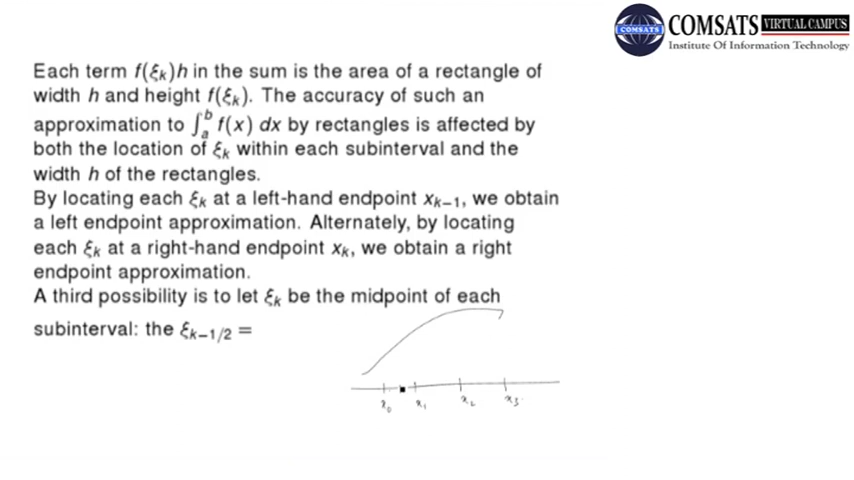 COMSATS VIRTUAL CAMPUS
COMSATS
Institute Of Information Technology
Each term f(ξₖ)h in the sum is the area of a rectangle of
width h and height f(ξₖ). The accuracy of such an
approximation to ∫ₐᵇ f(x) dx by rectangles is affected by
both the location of ξₖ within each subinterval and the
width h of the rectangles.
By locating each ξₖ at a left-hand endpoint xₖ₋₁, we obtain
a left endpoint approximation. Alternately, by locating
each ξₖ at a right-hand endpoint xₖ, we obtain a right
endpoint approximation.
A third possibility is to let ξₖ be the midpoint of each
subinterval: the ξₖ₋₁/₂ =
x₀ x₁ x₂ x₃